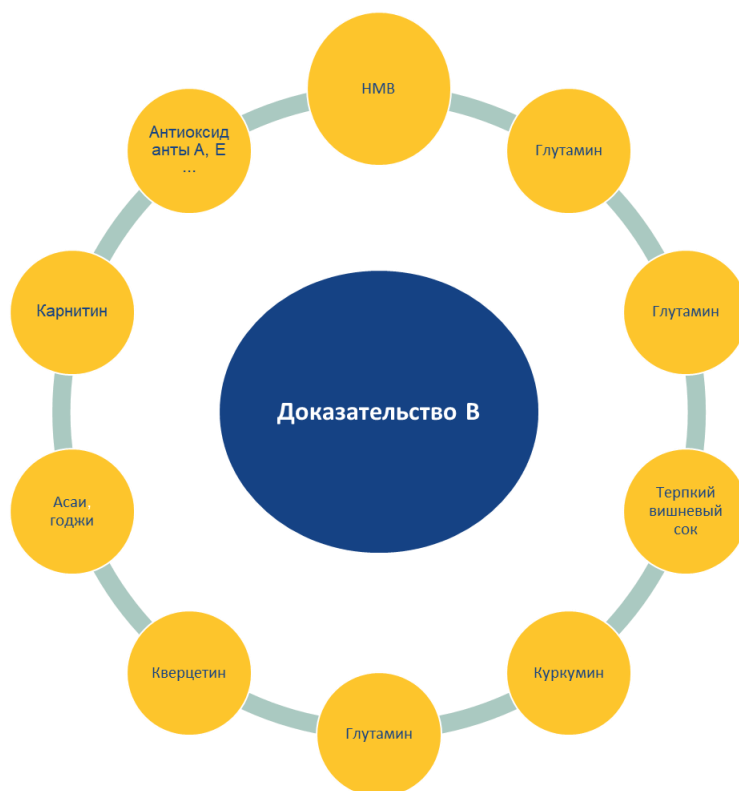 НМВ
Глутамин
Глутамин
Терпкий
вишневый
сок
Куркумин
Глутамин
Кверцетин
Асаи,
годжи
Карнитин
Антиоксид
анты А, Е
...
Доказательство В